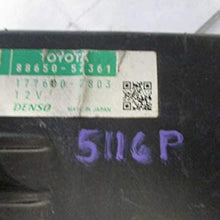 TOYOTA
88650-52361
177600-2803
12V
DENSO MADE IN JAPAN
5116P